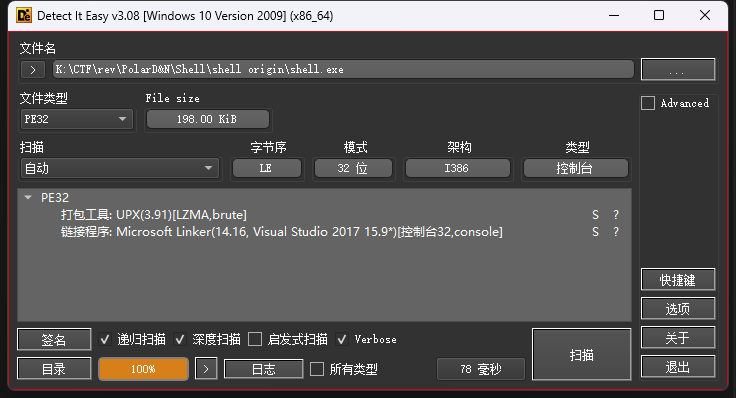 Detect It Easy v3.08 [Windows 10 Version 2009] (x86_64)
文件名
> K:\CTF\rev\PolarD&N\Shell\shell origin\shell.exe ...
文件类型 File size Advanced
PE32 198.00 KiB
扫描 字节序 模式 架构 类型
自动 LE 32 位 I386 控制台
PE32
打包工具: UPX(3.91)[LZMA,brute] S ?
链接程序: Microsoft Linker(14.16, Visual Studio 2017 15.9*)[控制台32,console] S ?
快捷键
选项
签名 递归扫描 深度扫描 启发式扫描 Verbose 扫描 关于
目录 100% > 日志 所有类型 78 毫秒 退出